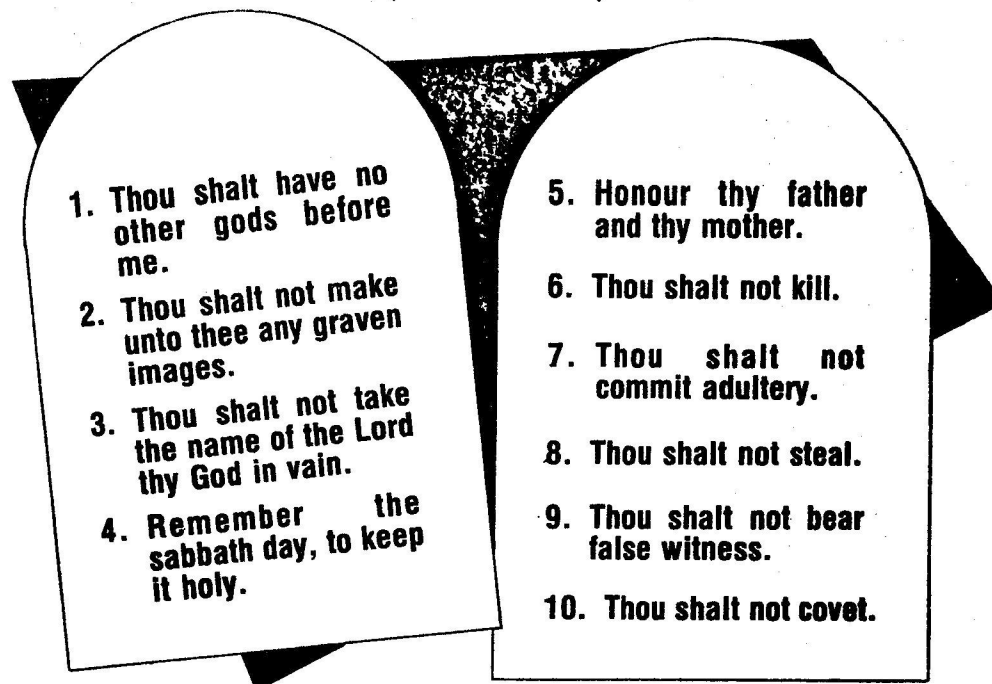 1. Thou shalt have no
other gods before
me.
2. Thou shalt not make
unto thee any graven
images.
3. Thou shalt not take
the name of the Lord
thy God in vain.
4. Remember the
sabbath day, to keep
it holy.
5. Honour thy father
and thy mother.
6. Thou shalt not kill.
7. Thou shalt not
commit adultery.
8. Thou shalt not steal.
9. Thou shalt not bear
false witness.
10. Thou shalt not covet.